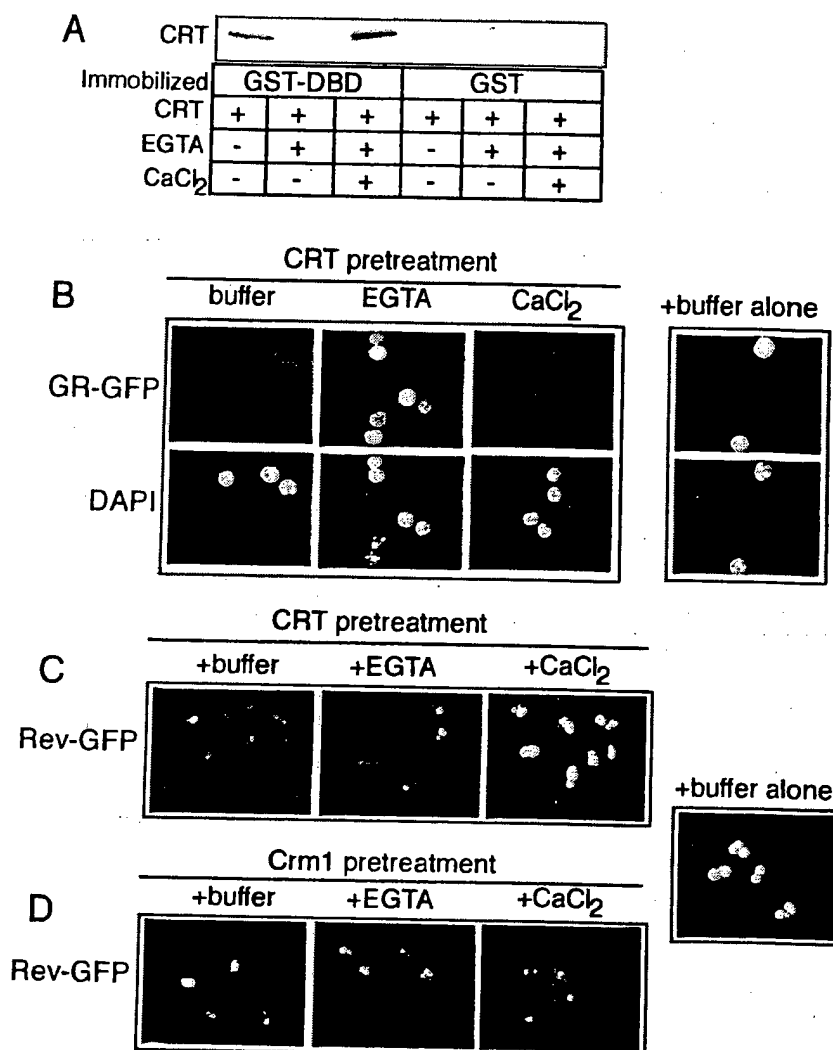 A
CRT
Immobilized GST-DBD GST
CRT + + + + + +
EGTA - + + - + +
CaCl2 - - + - - +
CRT pretreatment
B buffer EGTA CaCl2 +buffer alone
GR-GFP
DAPI
CRT pretreatment
C +buffer +EGTA +CaCl2
Rev-GFP
+buffer alone
Crm1 pretreatment
D +buffer +EGTA +CaCl2
Rev-GFP